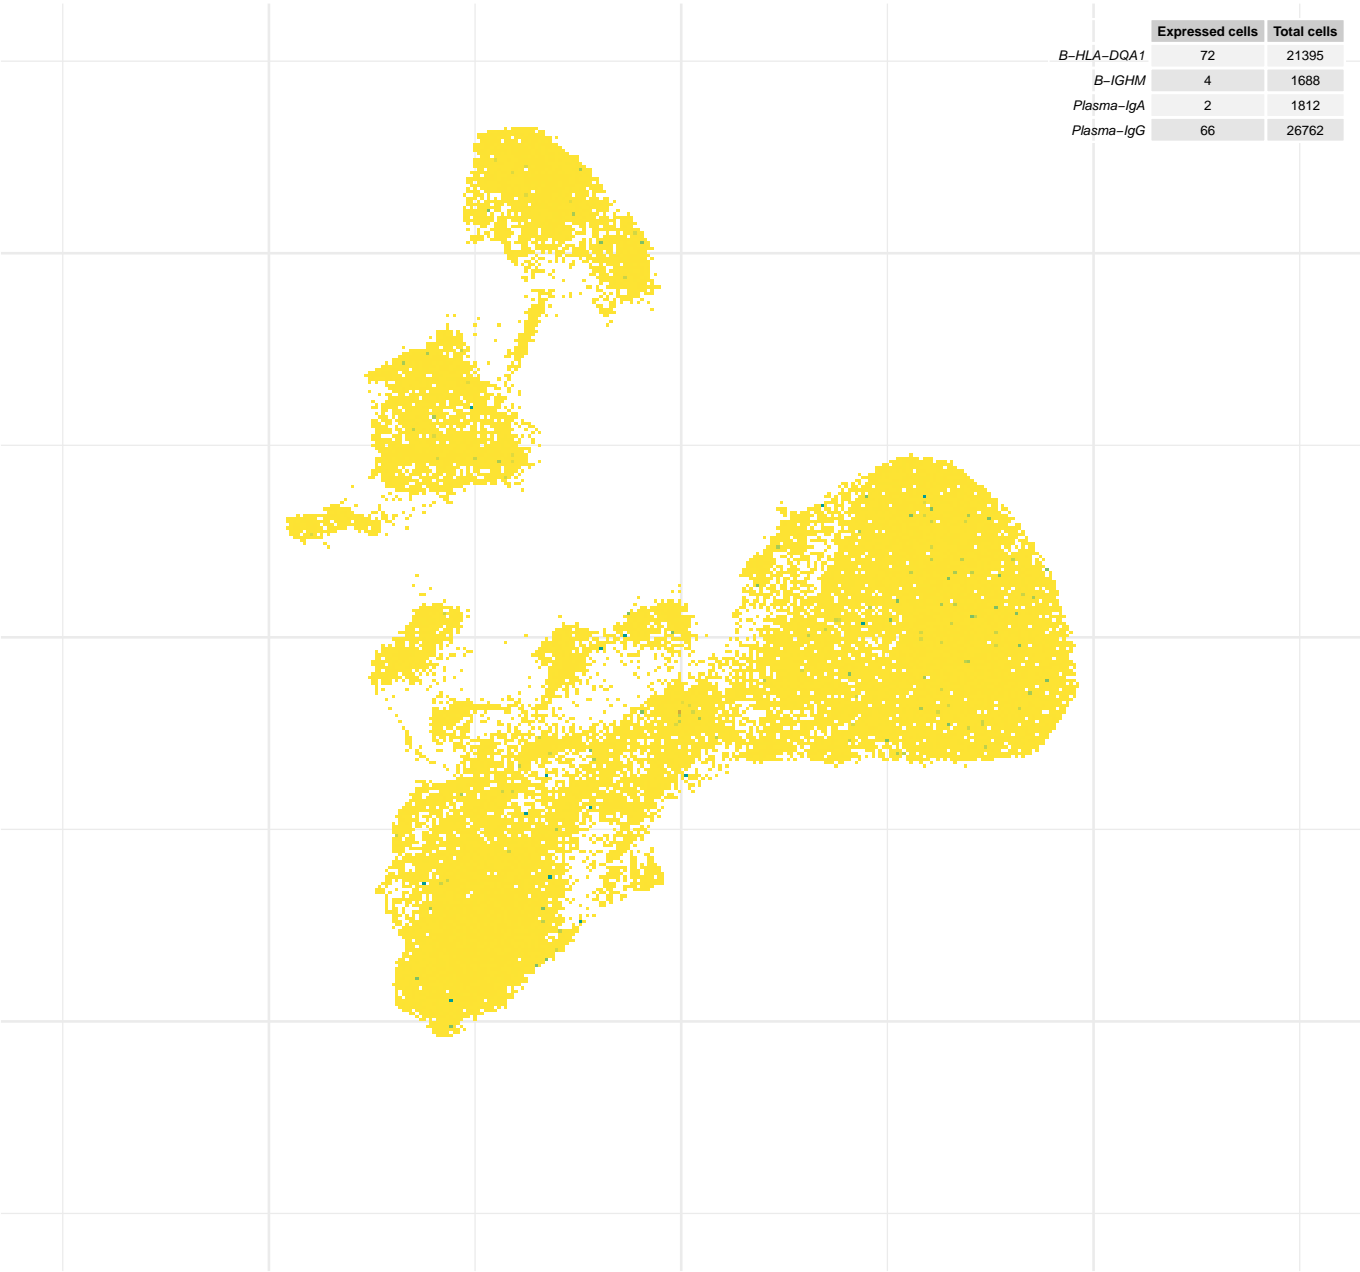 Expressed cells Total cells
B−HLA−DQA1 72 21395
B−IGHM 4 1688
Plasma−IgA 2 1812
Plasma−IgG 66 26762